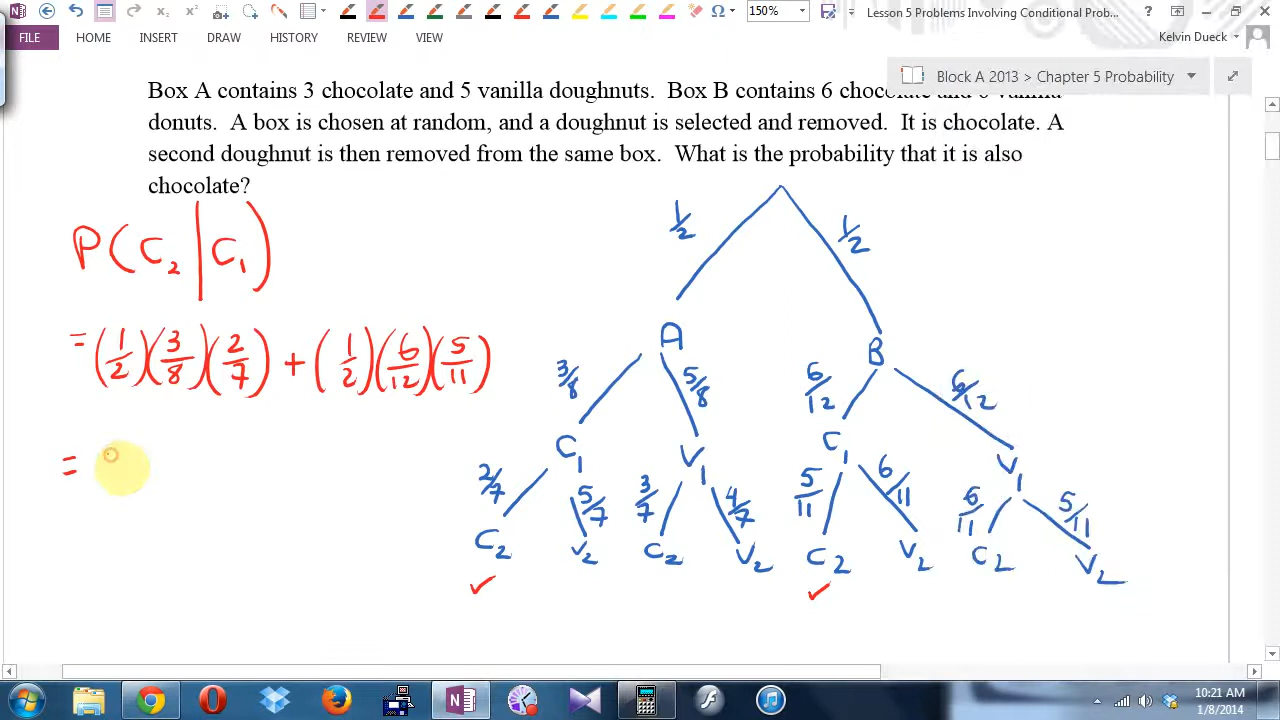 150%
Lesson 5 Problems Involving Conditional Prob...
FILE HOME INSERT DRAW HISTORY REVIEW VIEW
Kelvin Dueck
Block A 2013 > Chapter 5 Probability
Box A contains 3 chocolate and 5 vanilla doughnuts. Box B contains 6 chocolate and 6 vanilla
donuts. A box is chosen at random, and a doughnut is selected and removed. It is chocolate. A
second doughnut is then removed from the same box. What is the probability that it is also
chocolate?
P(C₂|C₁)
1/2 1/2
= (1/2)(3/8)(2/7) + (1/2)(6/12)(5/11)
A B
3/8 5/8 6/12 6/12
=
C₁ V₁ C₁ V₁
2/7 5/7 3/7 4/7 5/11 6/11 6/11 5/11
C₂ V₂ C₂ V₂ C₂ V₂ C₂ V₂
10:21 AM
1/8/2014